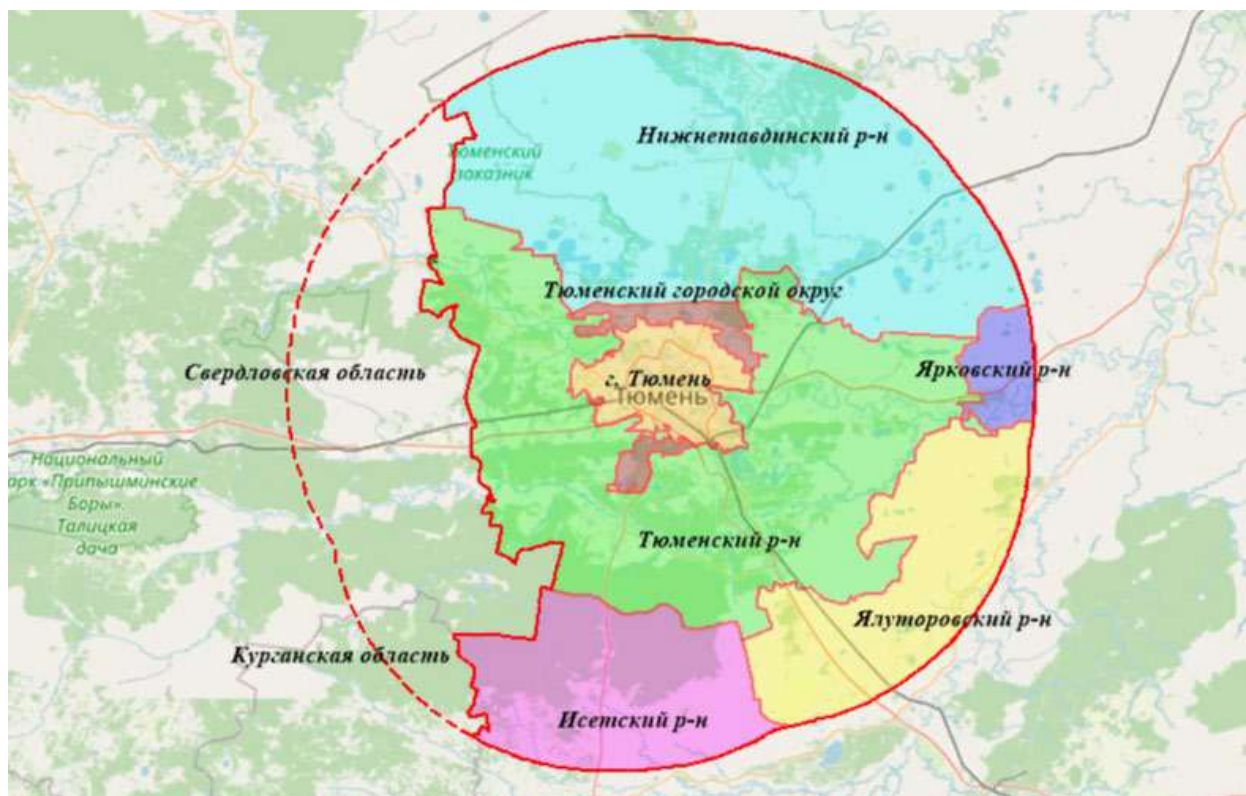 Нижнетавдинский р-н
Тюменский
заказник
Тюменский городской округ
Свердловская область
г. Тюмень
Тюмень
Ярковский р-н
Национальный
парк «Припышминские
Боры».
Талицкая
дача
Тюменский р-н
Ялуторовский р-н
Курганская область
Исетский р-н